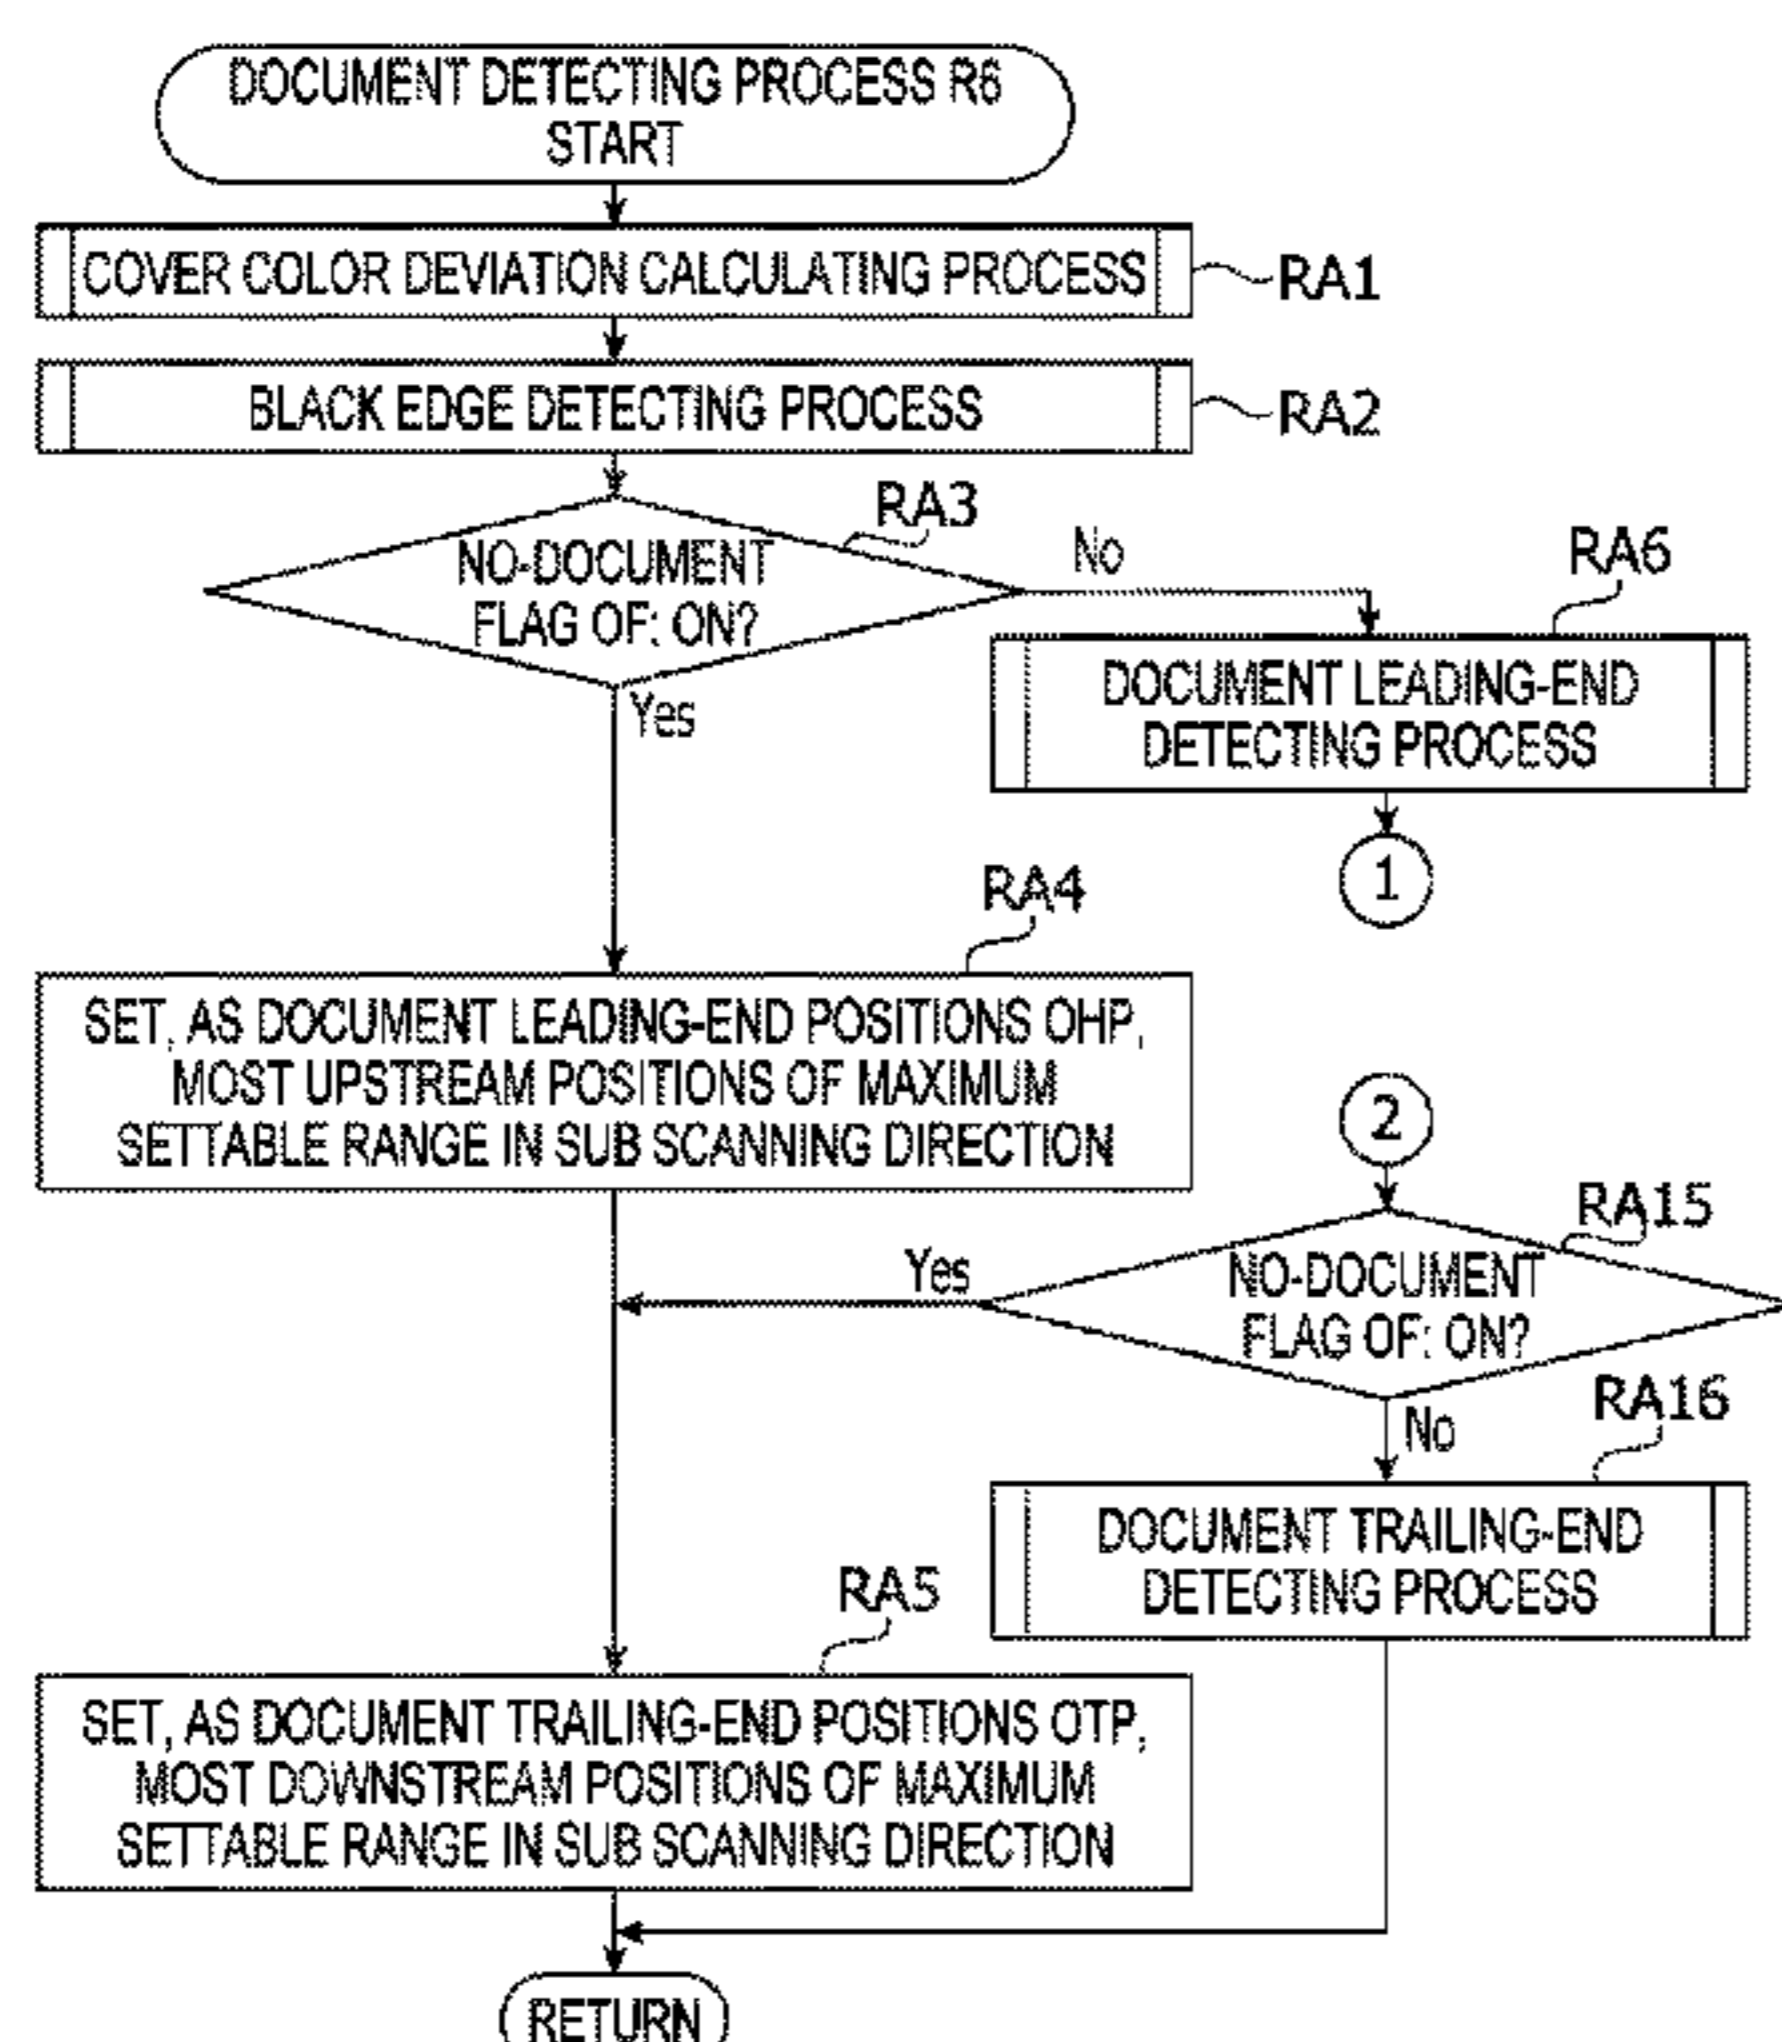 DOCUMENT DETECTING PROCESS R6
START
COVER COLOR DEVIATION CALCULATING PROCESS
RA1
BLACK EDGE DETECTING PROCESS
RA2
RA3
NO-DOCUMENT
FLAG OF: ON?
No
Yes
RA6
DOCUMENT LEADING-END
DETECTING PROCESS
1
RA4
SET, AS DOCUMENT LEADING-END POSITIONS OHP,
MOST UPSTREAM POSITIONS OF MAXIMUM
SETTABLE RANGE IN SUB SCANNING DIRECTION
2
RA15
NO-DOCUMENT
FLAG OF: ON?
Yes
No
RA16
DOCUMENT TRAILING-END
DETECTING PROCESS
RA5
SET, AS DOCUMENT TRAILING-END POSITIONS OTP,
MOST DOWNSTREAM POSITIONS OF MAXIMUM
SETTABLE RANGE IN SUB SCANNING DIRECTION
RETURN